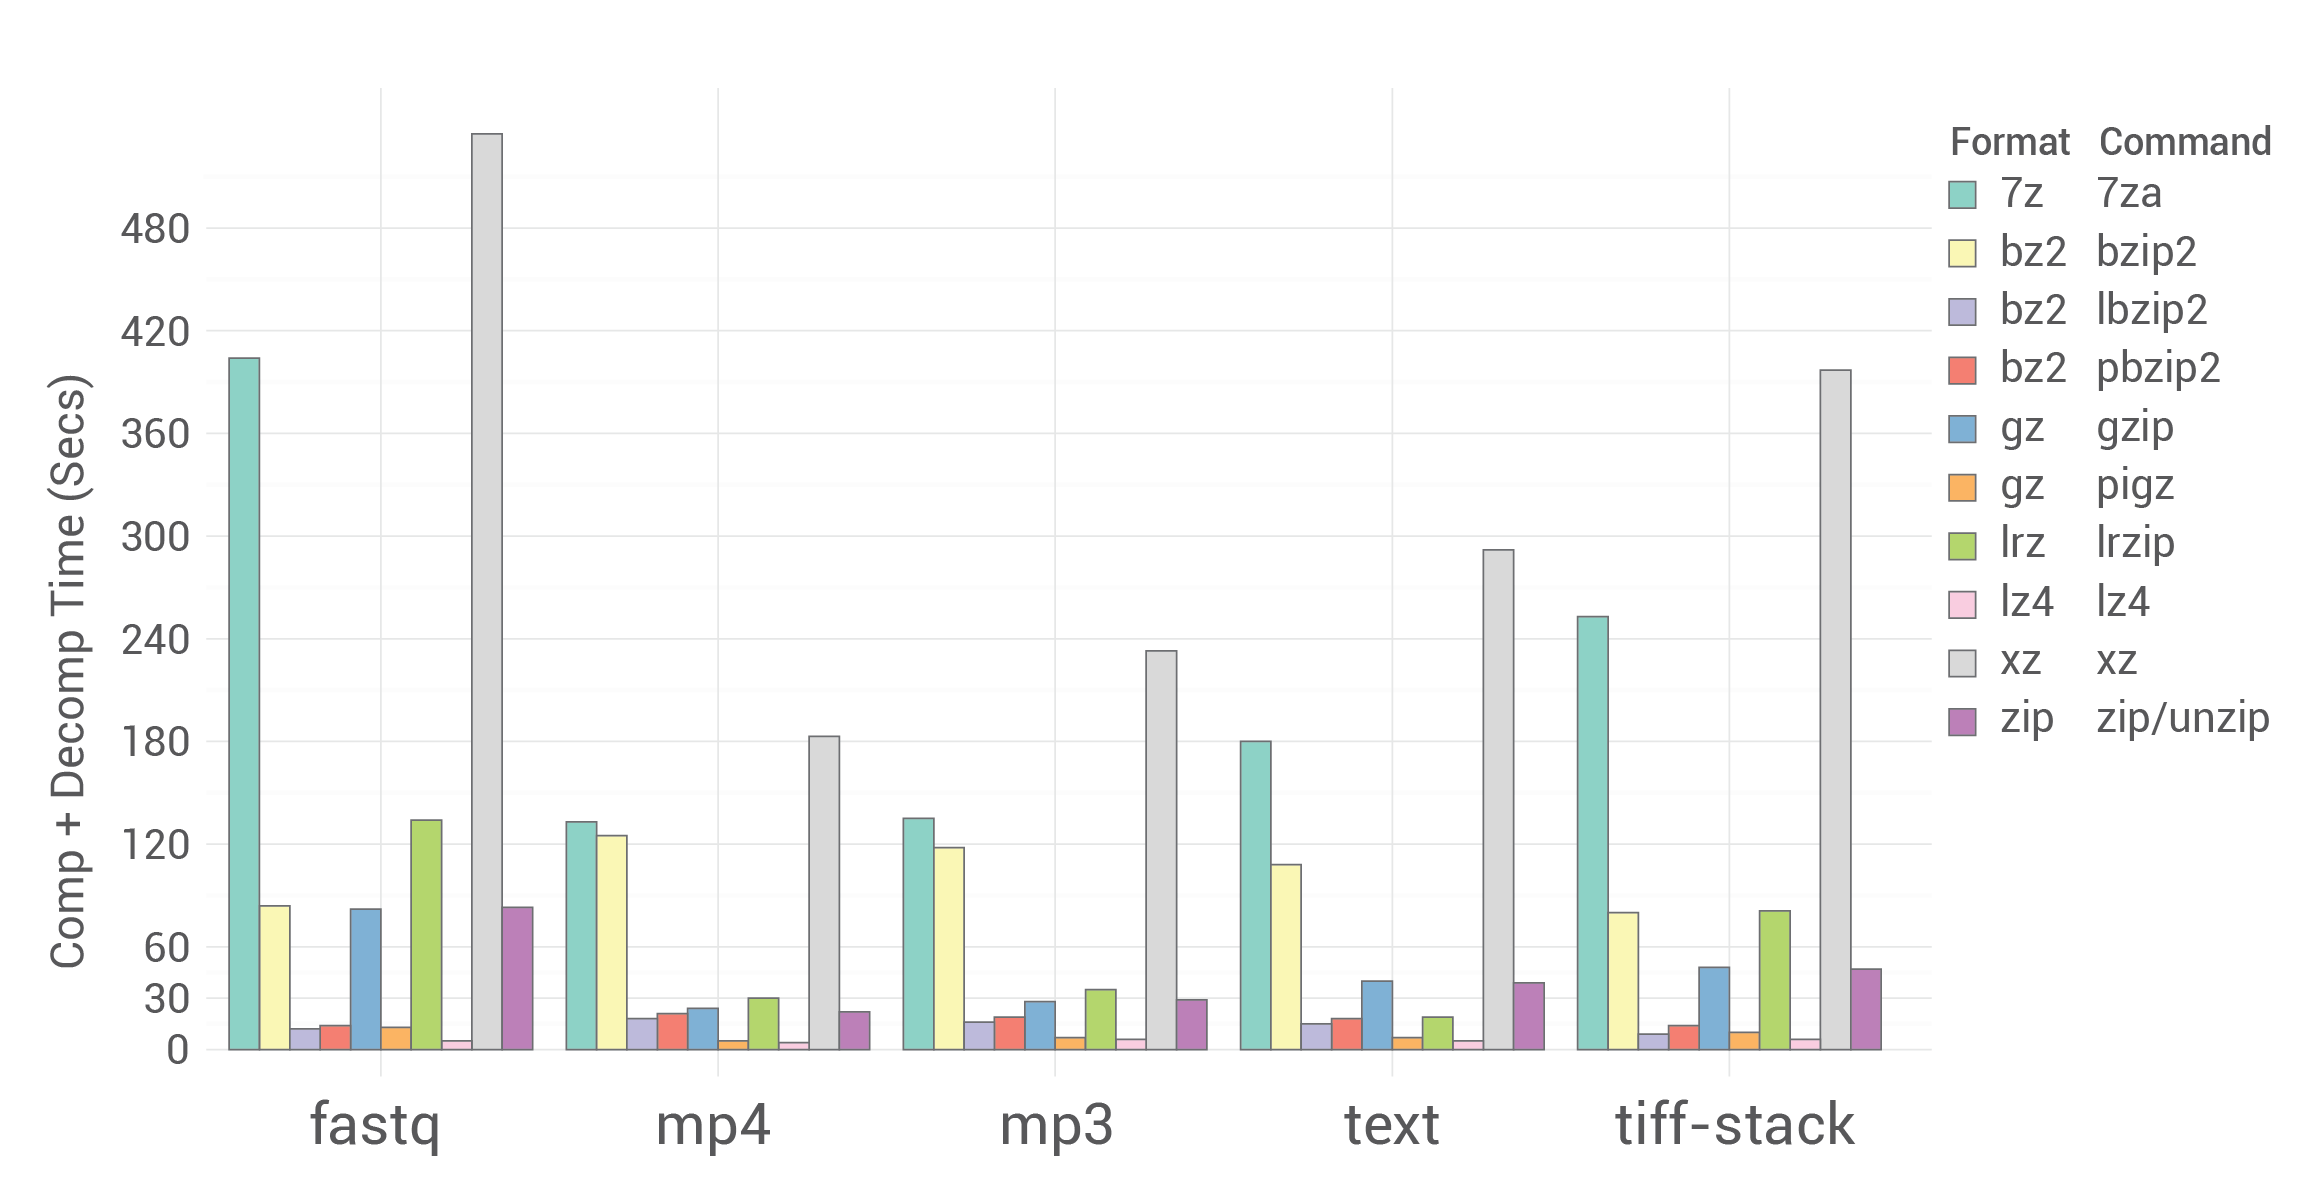 Format Command
7z 7za
bz2 bzip2
bz2 lbzip2
bz2 pbzip2
gz gzip
gz pigz
lrz lrzip
lz4 lz4
xz xz
zip zip/unzip
Comp + Decomp Time (Secs)
480
420
360
300
240
180
120
60
30
0
fastq mp4 mp3 text tiff-stack